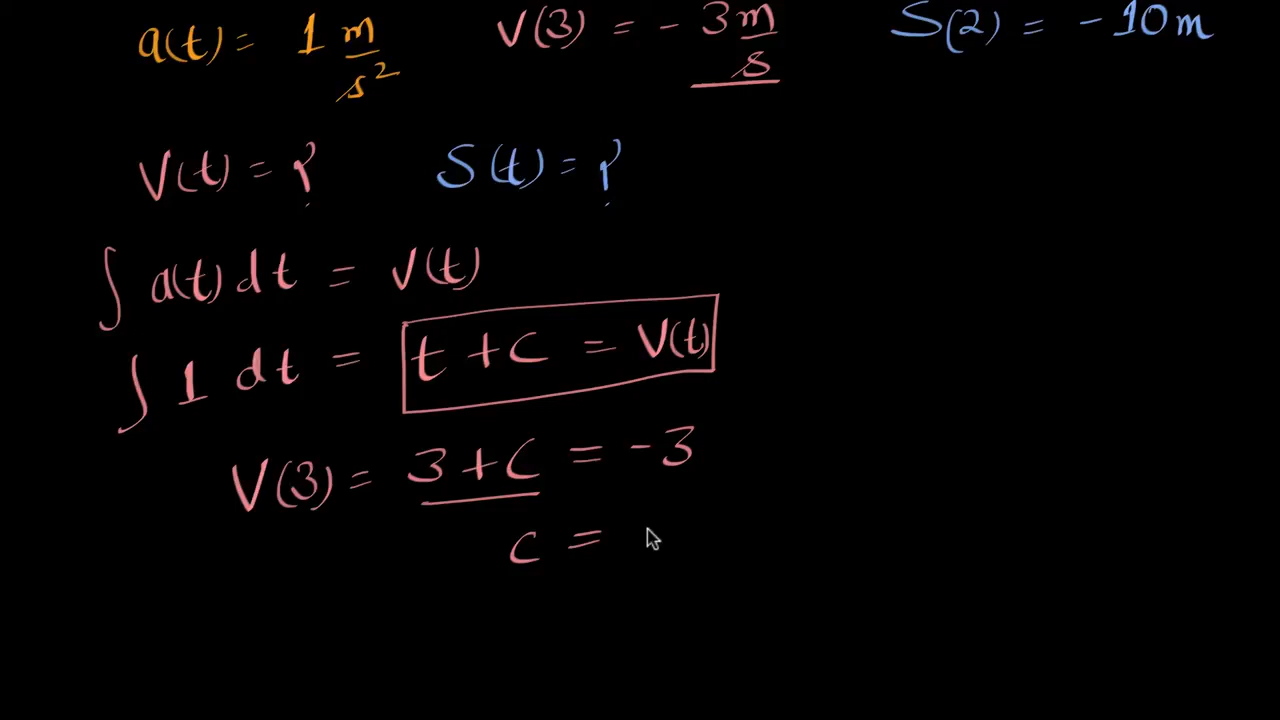 a(t) = 1 m/s² V(3) = - 3 m/s S(2) = - 10m
V(t) = ? S(t) = ?
∫ a(t) dt = V(t)
∫ 1 dt = t + C = V(t)
V(3) = 3 + C = - 3
C =